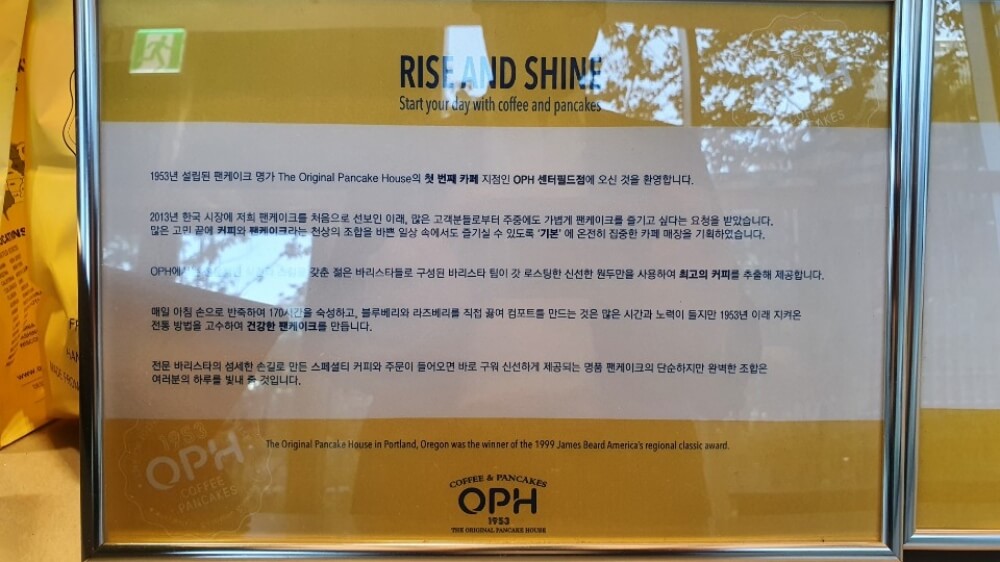 RISE AND SHINE
Start your day with coffee and pancakes
1953년 설립된 팬케이크 명가 The Original Pancake House의 첫 번째 카페 지점인 OPH 센터필드점에 오신 것을 환영합니다.
2013년 한국 시장에 저희 팬케이크를 처음으로 선보인 이래, 많은 고객분들로부터 주중에도 가볍게 팬케이크를 즐기고 싶다는 요청을 받았습니다.
많은 고민 끝에 커피와 팬케이크라는 천상의 조합을 바쁜 일상 속에서도 즐기실 수 있도록 '기본' 에 온전히 집중한 카페 매장을 기획하였습니다.
OPH에서 갖춘 젊은 바리스타들로 구성된 바리스타 팀이 갓 로스팅한 신선한 원두만을 사용하여 최고의 커피를 추출해 제공합니다.
매일 아침 손으로 반죽하여 170시간을 숙성하고, 블루베리와 라즈베리를 직접 끓여 컴포트를 만드는 것은 많은 시간과 노력이 들지만 1953년 이래 지켜온
전통 방법을 고수하여 건강한 팬케이크를 만듭니다.
전문 바리스타의 섬세한 손길로 만든 스페셜티 커피와 주문이 들어오면 바로 구워 신선하게 제공되는 명품 팬케이크의 단순하지만 완벽한 조합은
여러분의 하루를 빛내 줄 것입니다.
The Original Pancake House in Portland, Oregon was the winner of the 1999 James Beard America's regional classic award.
1953
OPH
COFFEE
PANCAKES
COFFEE & PANCAKES
OPH
1953
THE ORIGINAL PANCAKE HOUSE